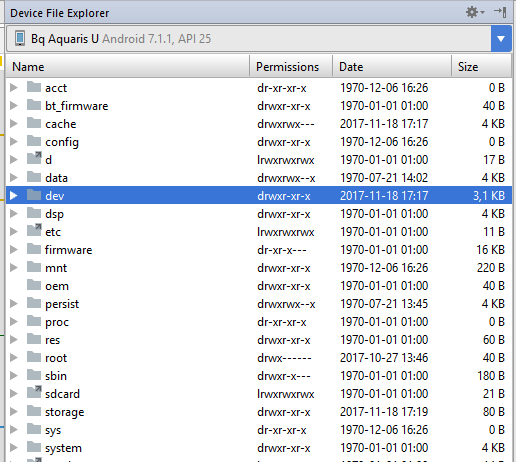 Device File Explorer
Bq Aquaris U Android 7.1.1, API 25
Name Permissions Date Size
acct dr-xr-xr-x 1970-12-06 16:26 0 B
bt_firmware drwxr-xr-x 1970-01-01 01:00 40 B
cache drwxrwx--- 2017-11-18 17:17 4 KB
config drwxr-xr-x 1970-12-06 16:26 0 B
d lrwxrwxrwx 1970-01-01 01:00 17 B
data drwxrwx--x 1970-07-21 14:02 4 KB
dev drwxr-xr-x 2017-11-18 17:17 3,1 KB
dsp drwxr-xr-x 1970-01-01 01:00 4 KB
etc lrwxrwxrwx 1970-01-01 01:00 11 B
firmware dr-xr-x--- 1970-01-01 01:00 16 KB
mnt drwxr-xr-x 1970-12-06 16:26 220 B
oem drwxr-xr-x 1970-01-01 01:00 40 B
persist drwxrwx--x 1970-07-21 13:45 4 KB
proc dr-xr-xr-x 1970-01-01 01:00 0 B
res drwxr-xr-x 1970-01-01 01:00 60 B
root drwx------ 2017-10-27 13:46 40 B
sbin drwxr-x--- 1970-01-01 01:00 180 B
sdcard lrwxrwxrwx 1970-01-01 01:00 21 B
storage drwxr-xr-x 2017-11-18 17:19 80 B
sys dr-xr-xr-x 1970-12-06 16:26 0 B
system drwxr-xr-x 1970-01-01 01:00 4 KB